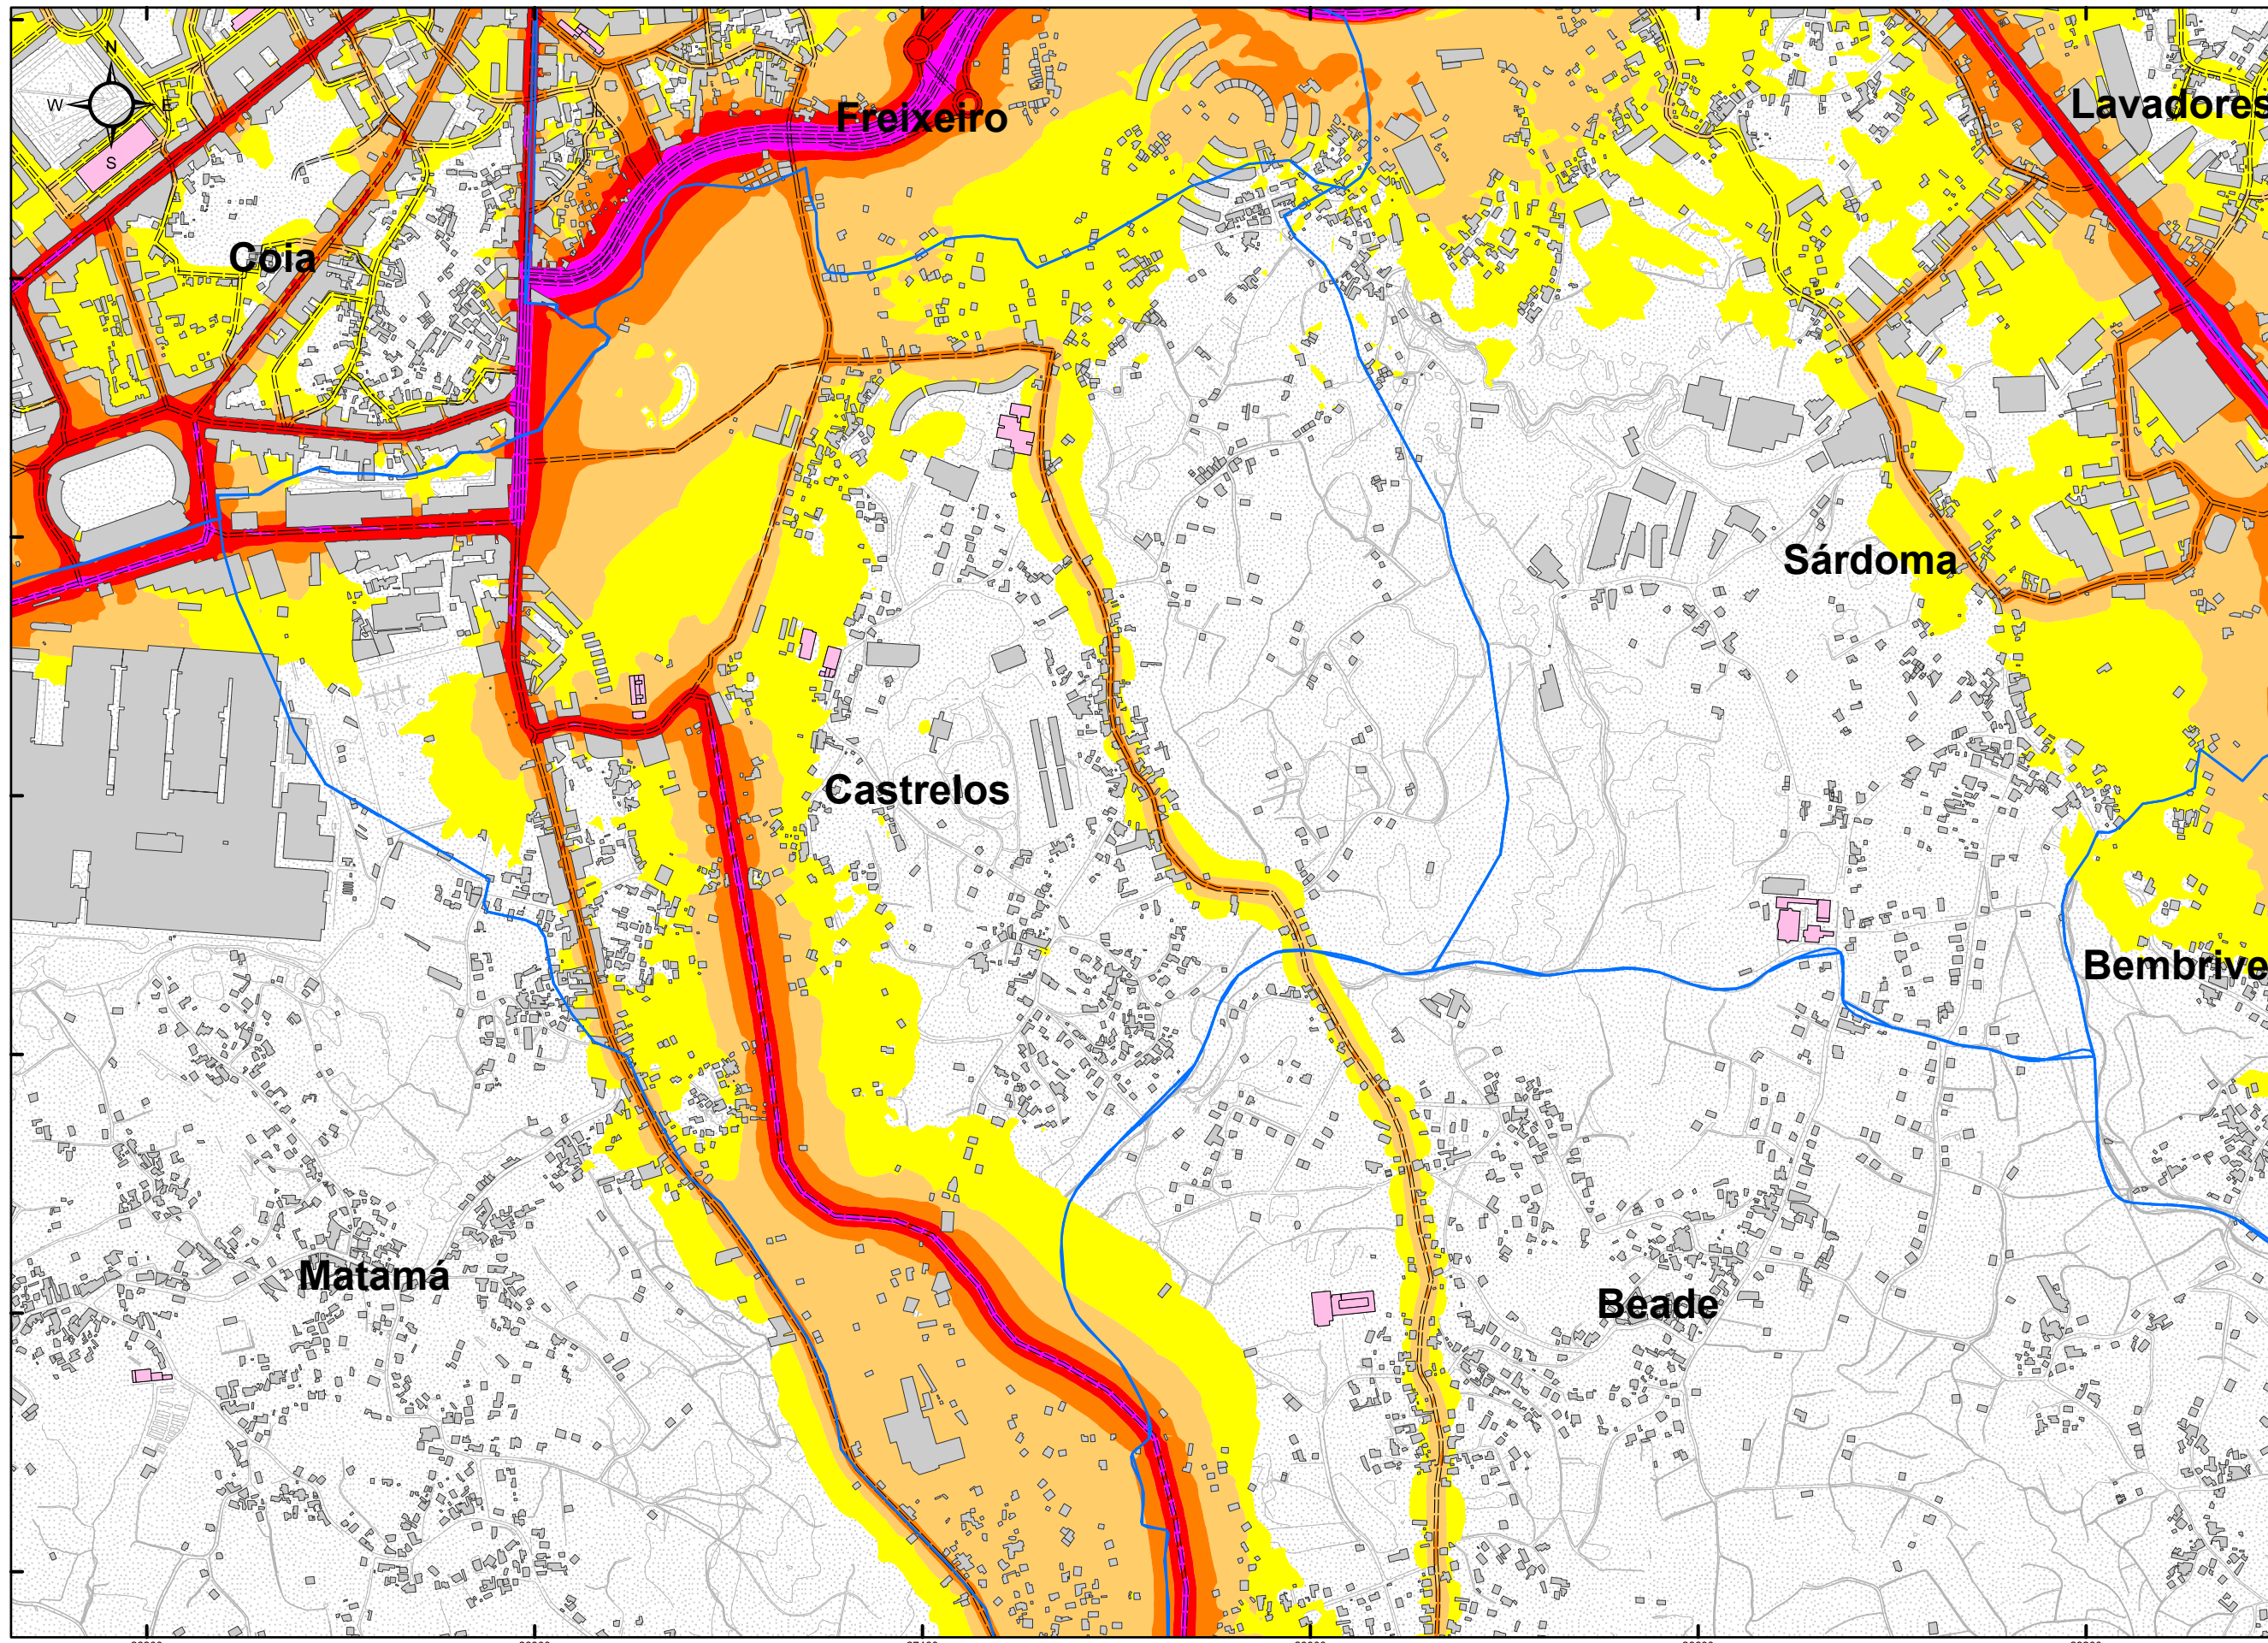 N
W
E
S
Freixeiro
Lavadores
Coia
Sárdoma
Castrelos
Bembrive
Matamá
Beade